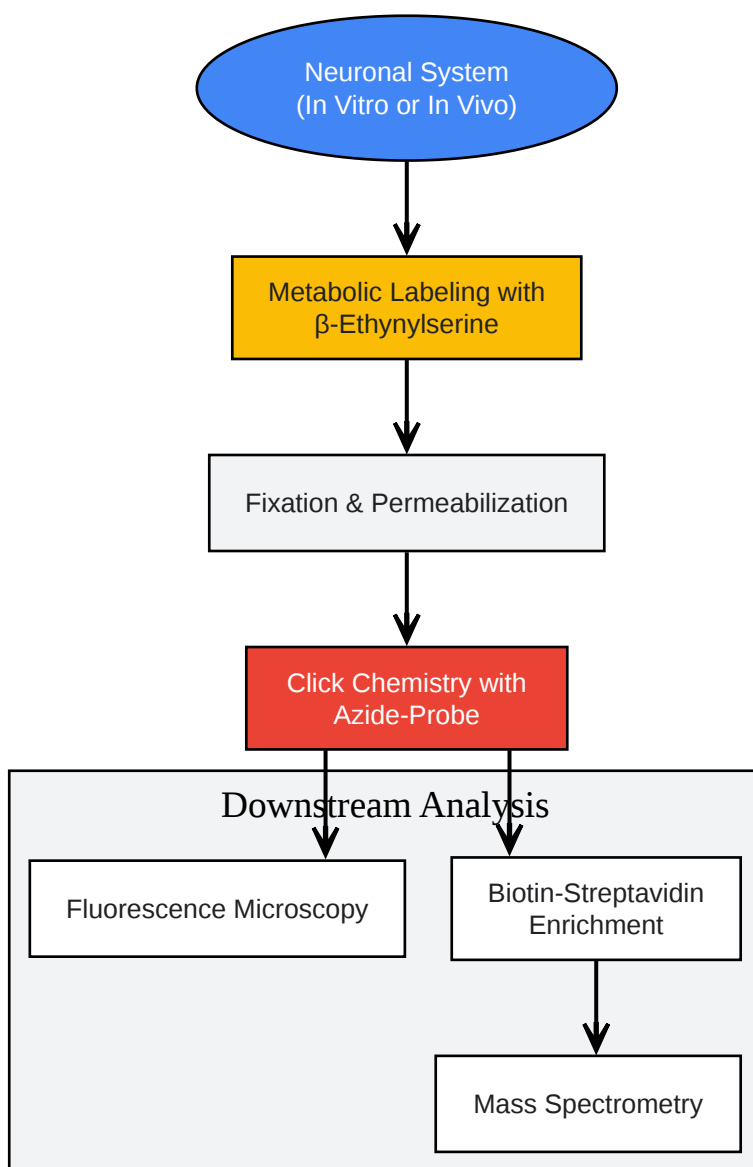 Neuronal System
(In Vitro or In Vivo)
Metabolic Labeling with
β-Ethynylserine
Fixation & Permeabilization
Click Chemistry with
Azide-Probe
Downstream Analysis
Fluorescence Microscopy
Biotin-Streptavidin
Enrichment
Mass Spectrometry